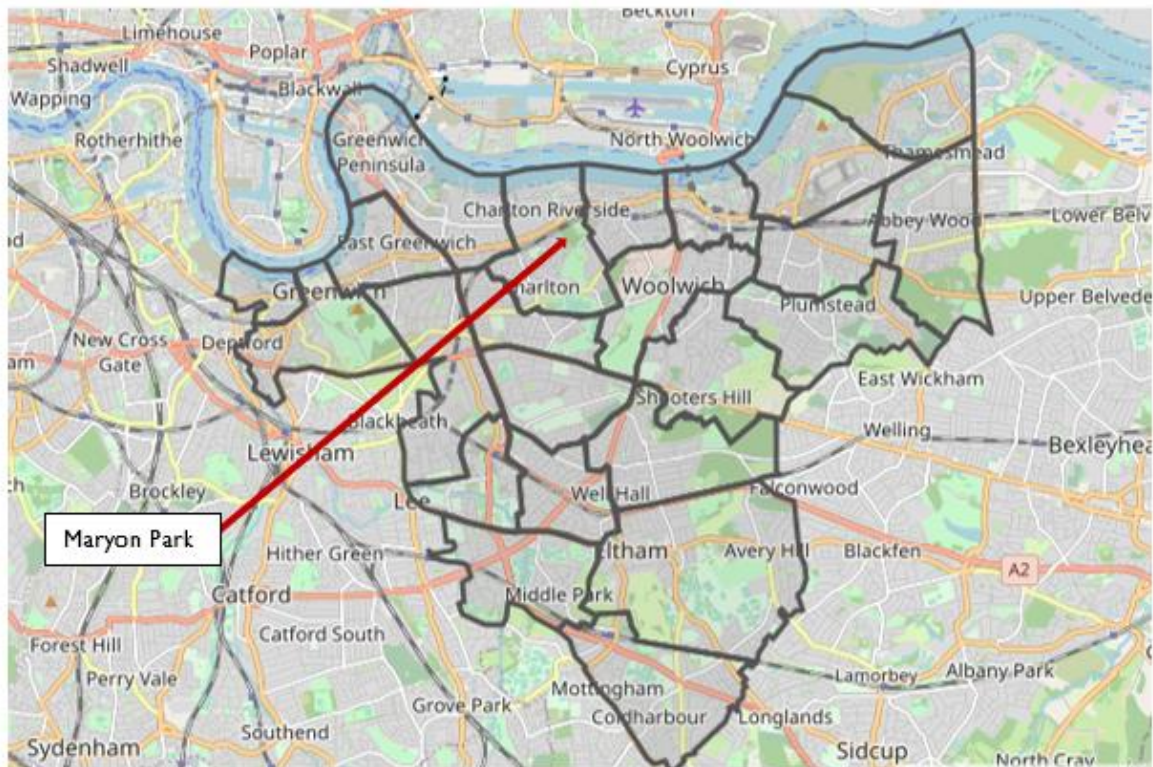 Beckton
Limehouse
Poplar
Shadwell
Cyprus
Blackwall
Wapping
Rotherhithe
Greenwich
Peninsula
North Woolwich
Thamesmead
Charlton Riverside
Abbey Wood
Lower Belv
East Greenwich
Charlton
Woolwich
Greenwich
Plumstead
Upper Belvede
New Cross
Gate
Deptford
am
East Wickham
Shooters Hill
Blackheath
Welling
Bexleyhea
Lewisham
Brockley
Lee
Well Hall
Falconwood
Maryon Park
Hither Green
Eltham
Avery Hill
Blackfen
A2
Catford
Middle Park
Catford South
Forest Hill
Perry Vale
Albany Park
Lamorbey
Mottingham
Grove Park
Coldharbour
Longlands
Southend
Sydenham
Sidcup
North Cray